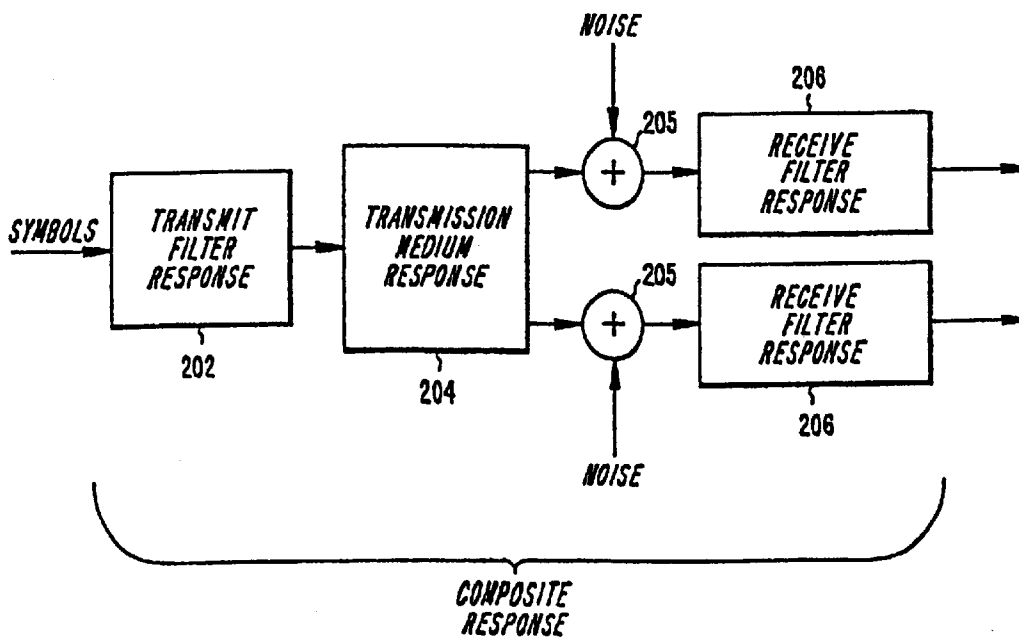 NOISE
205
206
RECEIVE
FILTER
RESPONSE
SYMBOLS
TRANSMIT
FILTER
RESPONSE
202
TRANSMISSION
MEDIUM
RESPONSE
204
+
205
+
RECEIVE
FILTER
RESPONSE
206
NOISE
COMPOSITE
RESPONSE